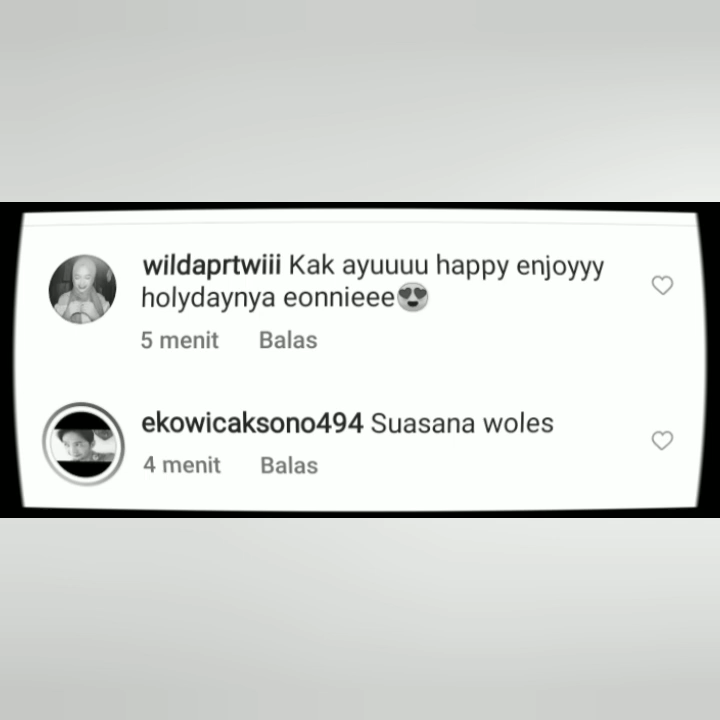 wildaprtwiii Kak ayuuuu happy enjoyyy
holydaynya eonnieee😍
5 menit Balas
ekowicaksono494 Suasana woles
4 menit Balas